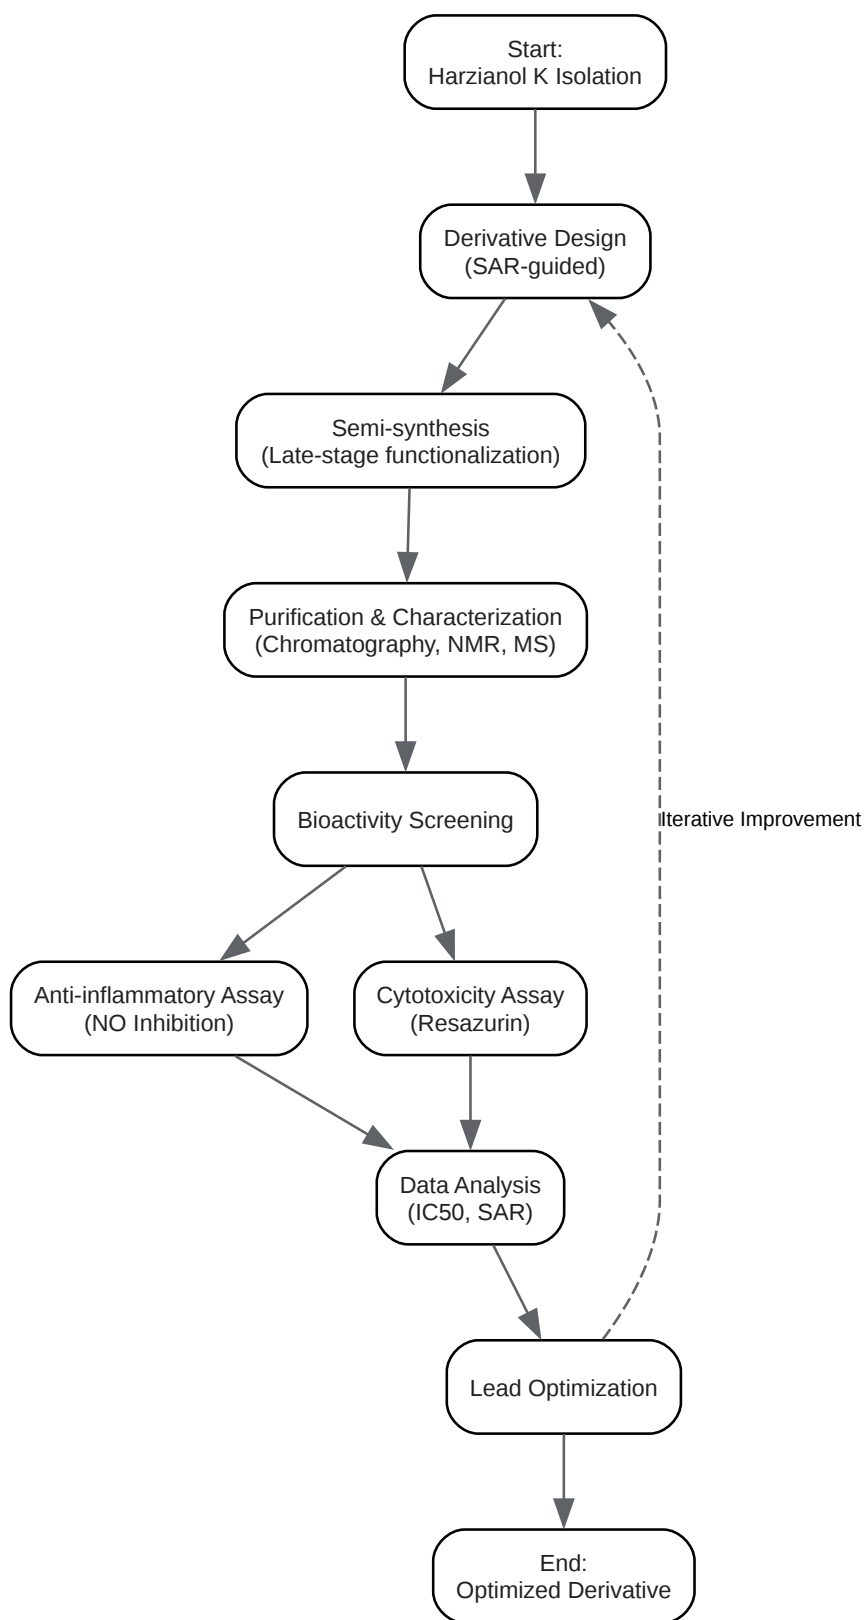 Start:
Harzianol K Isolation
Derivative Design
(SAR-guided)
Semi-synthesis
(Late-stage functionalization)
Purification & Characterization
(Chromatography, NMR, MS)
Bioactivity Screening
Iterative Improvement
Anti-inflammatory Assay
(NO Inhibition)
Cytotoxicity Assay
(Resazurin)
Data Analysis
(IC50, SAR)
Lead Optimization
End:
Optimized Derivative